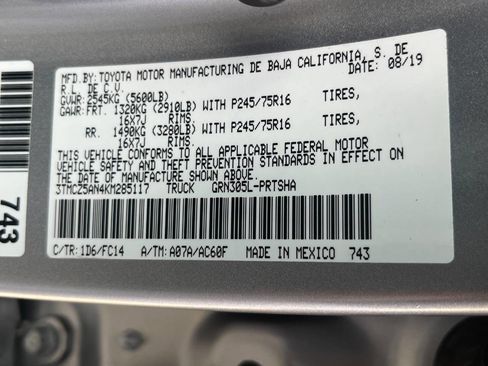 MFD.BY:TOYOTA MOTOR MANUFACTURING DE BAJA CALIFORNIA, S. DE
R.L. DE C.V. DATE: 08/19
GVWR: 2545KG (5600LB)
GAWR: FRT. 1320KG (2910LB) WITH P245/75R16 TIRES,
16X7J RIMS.
RR. 1490KG (3280LB) WITH P245/75R16 TIRES,
16X7J RIMS.
THIS VEHICLE CONFORMS TO ALL APPLICABLE FEDERAL MOTOR
VEHICLE SAFETY AND THEFT PREVENTION STANDARDS IN EFFECT ON
THE DATE OF MANUFACTURE SHOWN ABOVE.
3TMCZ5AN4KM285117 TRUCK GRN305L-PRTSHA
C/TR: 1D6/FC14 A/TM: A07A/AC60F MADE IN MEXICO 743
743